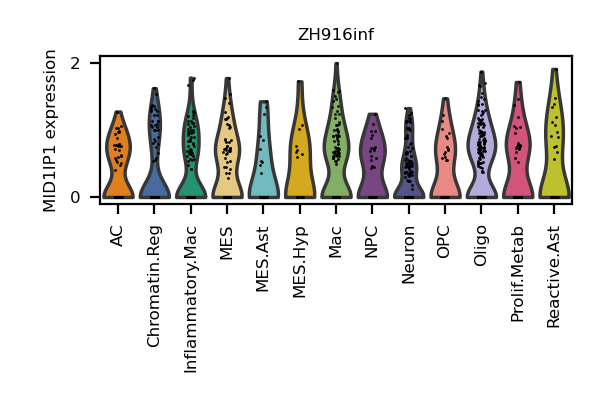 ZH916inf
MID1IP1 expression
2
0
AC
Chromatin.Reg
Inflammatory.Mac
MES
MES.Ast
MES.Hyp
Mac
NPC
Neuron
OPC
Oligo
Prolif.Metab
Reactive.Ast